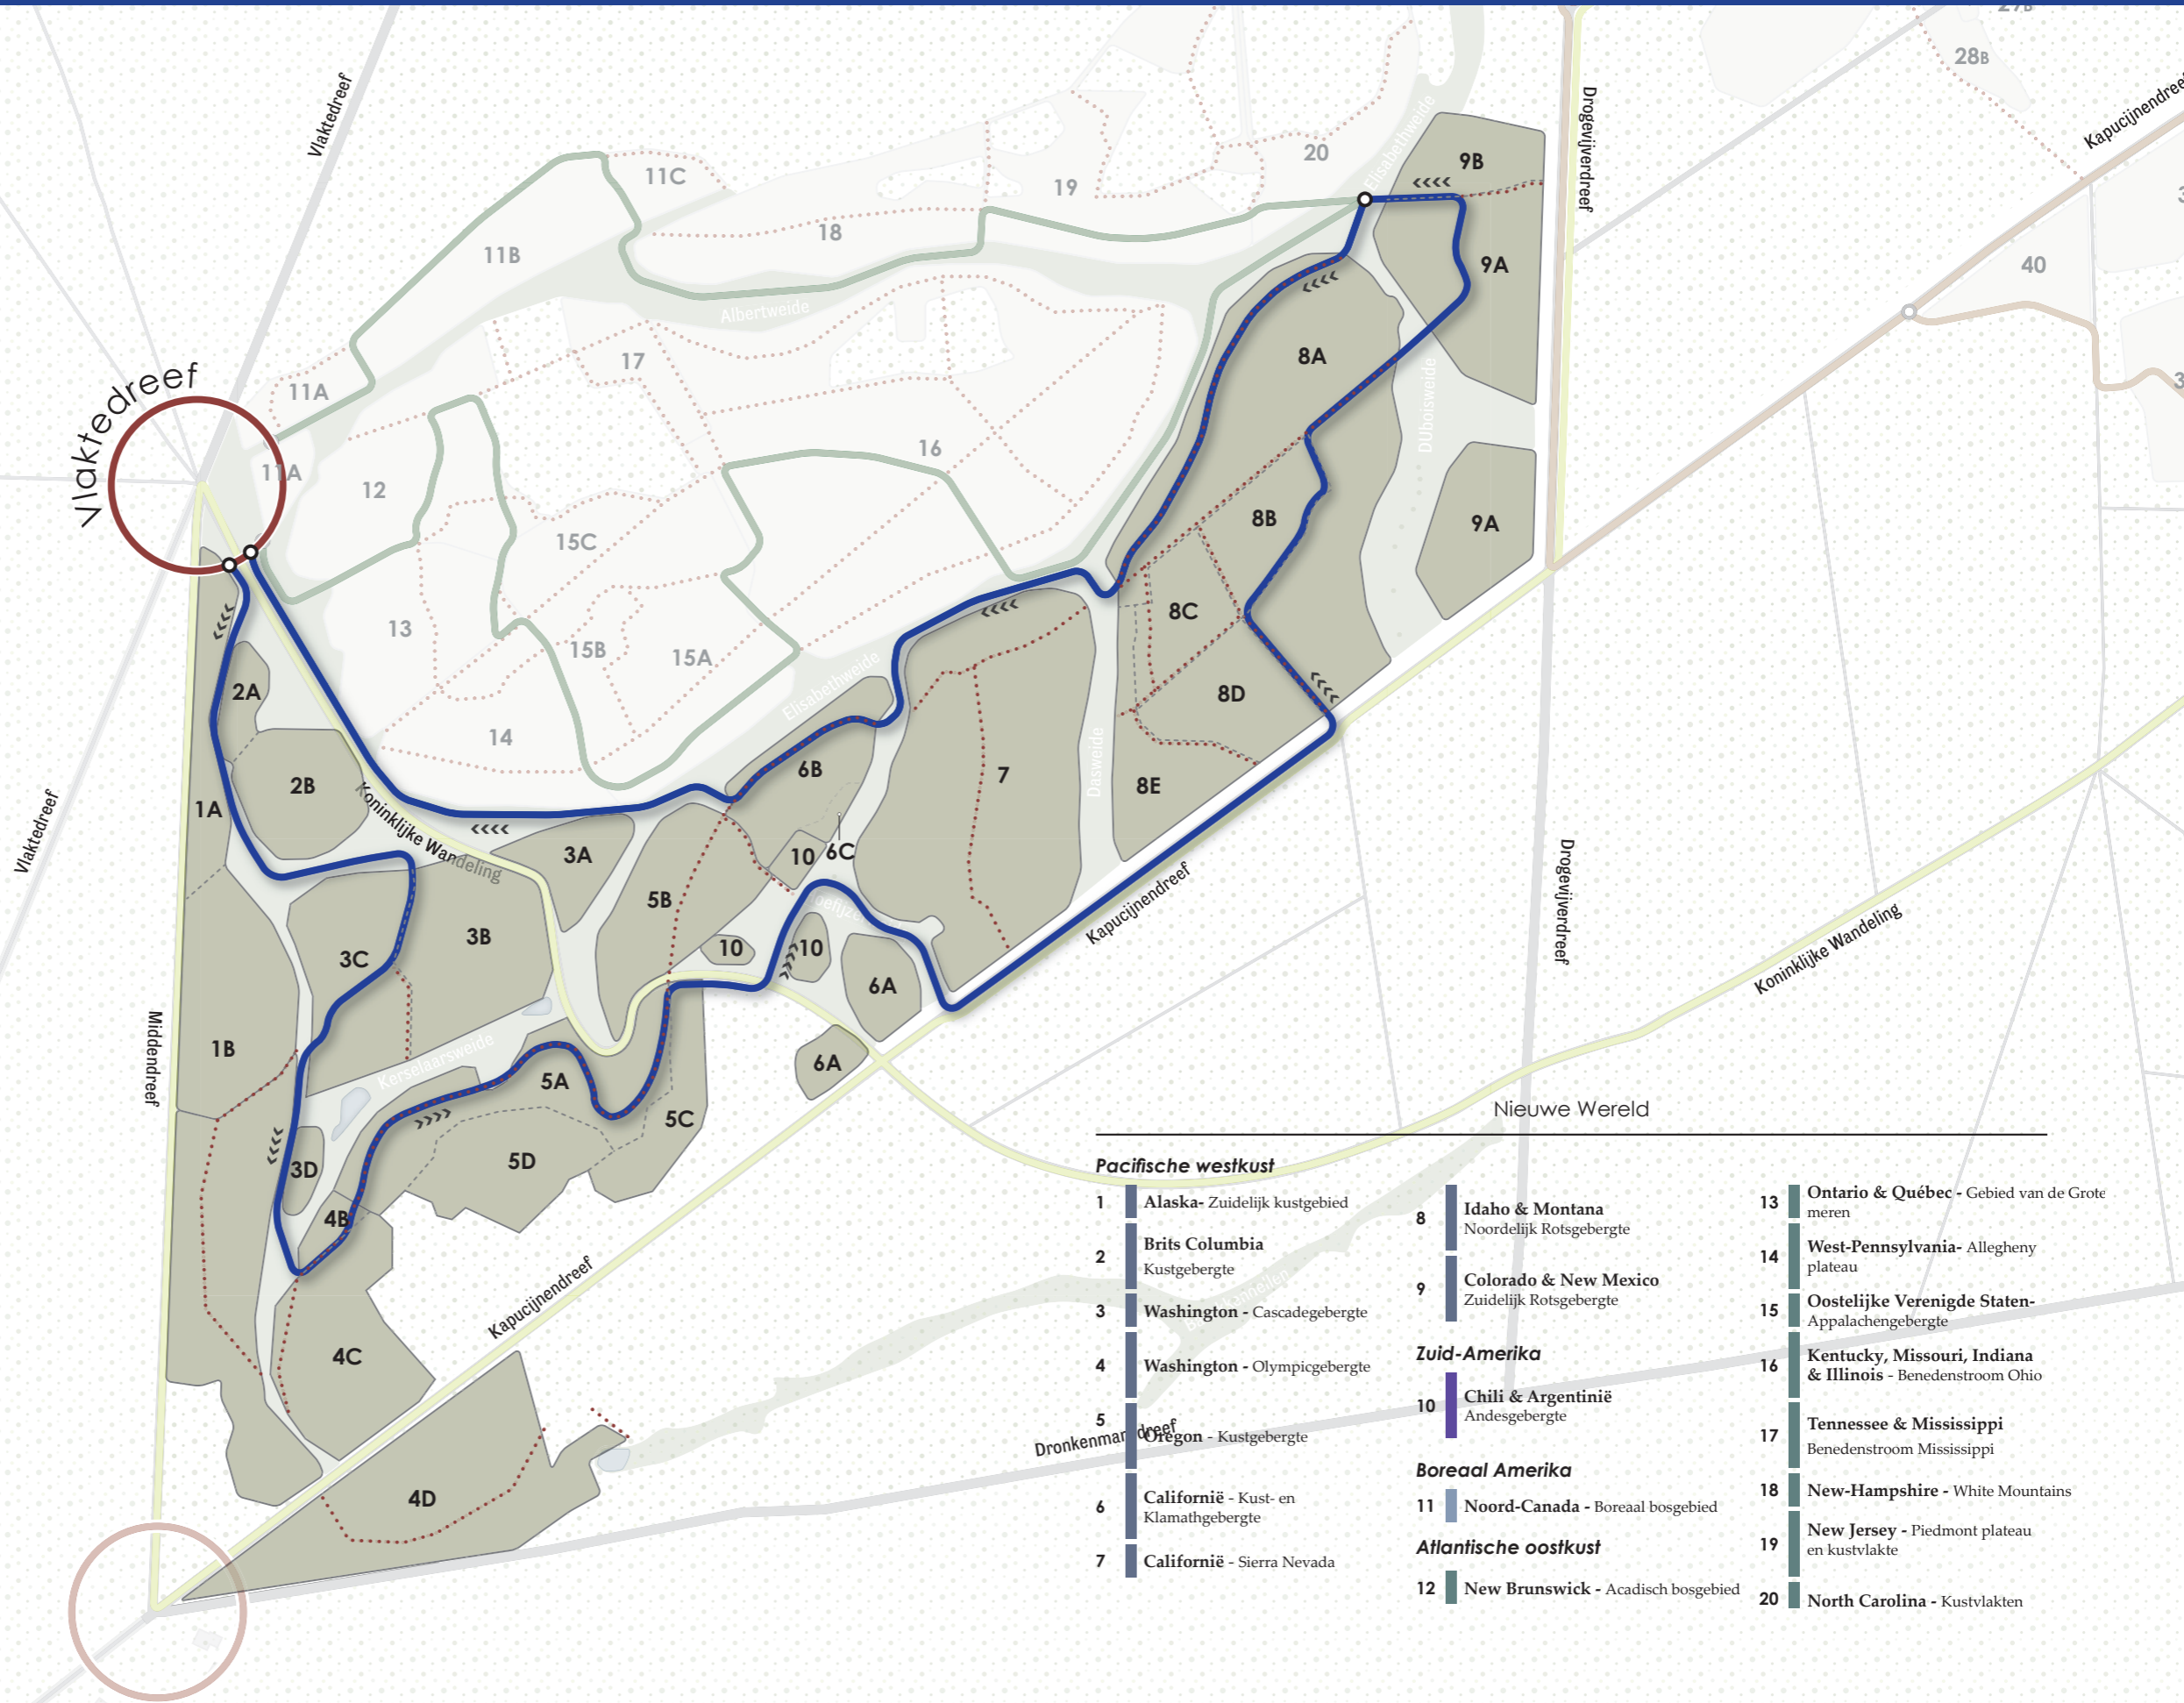 27B
28B
Kapucijnendreef
Vlaktedreef
Drogevijverdreef
Elisabethweide
9B
20
11C
19
18
11B
9A
40
Albertweide
17
8A
Vlaktedreef
11A
DUboisweide
16
11A
12
8B
9A
15C
8C
13
15B
15A
2A
Elisabethweide
8D
14
6B
7
Dasweide
8E
2B
1A
Koninklijke Wandeling
Vlaktedreef
3A
10
6C
Drogevijverdreef
5B
Kapucijnendreef
3B
10
10
3C
6A
Koninklijke Wandeling
Middendreef
1B
Kerselaarsweide
6A
5A
5C
3D
5D
4B
Kapucijnendreef
4C
4D
Dronkenmandreef
Nieuwe Wereld
Pacifische westkust
1 Alaska- Zuidelijk kustgebied
2 Brits Columbia
Kustgebergte
3 Washington - Cascadegebergte
4 Washington - Olympicgebergte
5 Oregon - Kustgebergte
6 Californië - Kust- en
Klamathgebergte
7 Californië - Sierra Nevada
8 Idaho & Montana
Noordelijk Rotsgebergte
9 Colorado & New Mexico
Zuidelijk Rotsgebergte
Zuid-Amerika
10 Chili & Argentinië
Andesgebergte
Boreaal Amerika
11 Noord-Canada - Boreaal bosgebied
Atlantische oostkust
12 New Brunswick - Acadisch bosgebied
13 Ontario & Québec - Gebied van de Grote
meren
14 West-Pennsylvania- Allegheny
plateau
15 Oostelijke Verenigde Staten-
Appalachengebergte
16 Kentucky, Missouri, Indiana
& Illinois - Benedenstroom Ohio
17 Tennessee & Mississippi
Benedenstroom Mississippi
18 New-Hampshire - White Mountains
19 New Jersey - Piedmont plateau
en kustvlakte
20 North Carolina - Kustvlakten